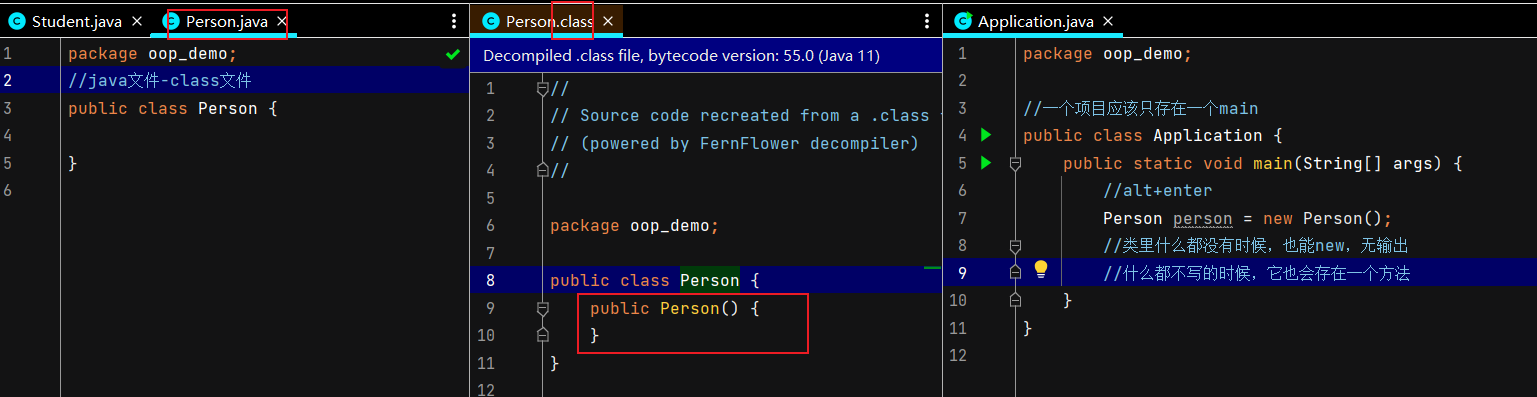 Student.java
Person.java
1 package oop_demo;
2 //java文件-class文件
3 public class Person {
4
5 }
6
Person.class
Decompiled .class file, bytecode version: 55.0 (Java 11)
1 //
2 // Source code recreated from a .class
3 // (powered by FernFlower decompiler)
4 //
5
6 package oop_demo;
7
8 public class Person {
9 public Person() {
10 }
11 }
12
Application.java
1 package oop_demo;
2
3 //一个项目应该只存在一个main
4 public class Application {
5 public static void main(String[] args) {
6 //alt+enter
7 Person person = new Person();
8 //类里什么都没有时候，也能new，无输出
9 //什么都不写的时候，它也会存在一个方法
10 }
11 }
12